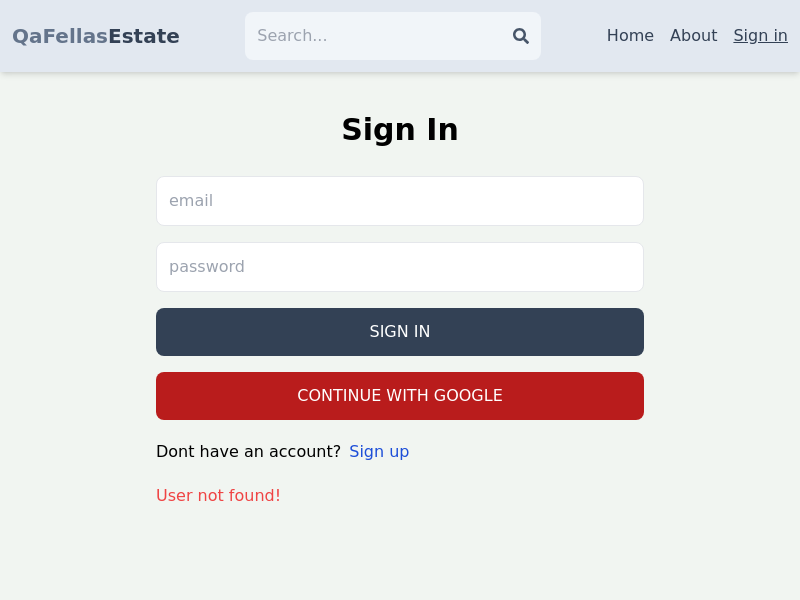 QaFellasEstate
Search...
Home About Sign in
Sign In
email
password
SIGN IN
CONTINUE WITH GOOGLE
Dont have an account? Sign up
User not found!